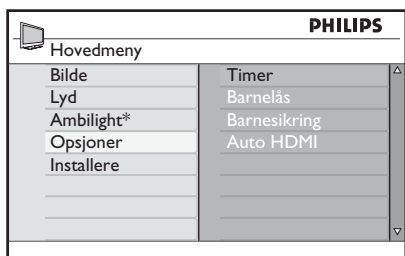 PHILIPS
Hovedmeny
Bilde
Lyd
Ambilight*
Opsjoner
Installere
Timer
Barnelås
Barnesikring
Auto HDMI